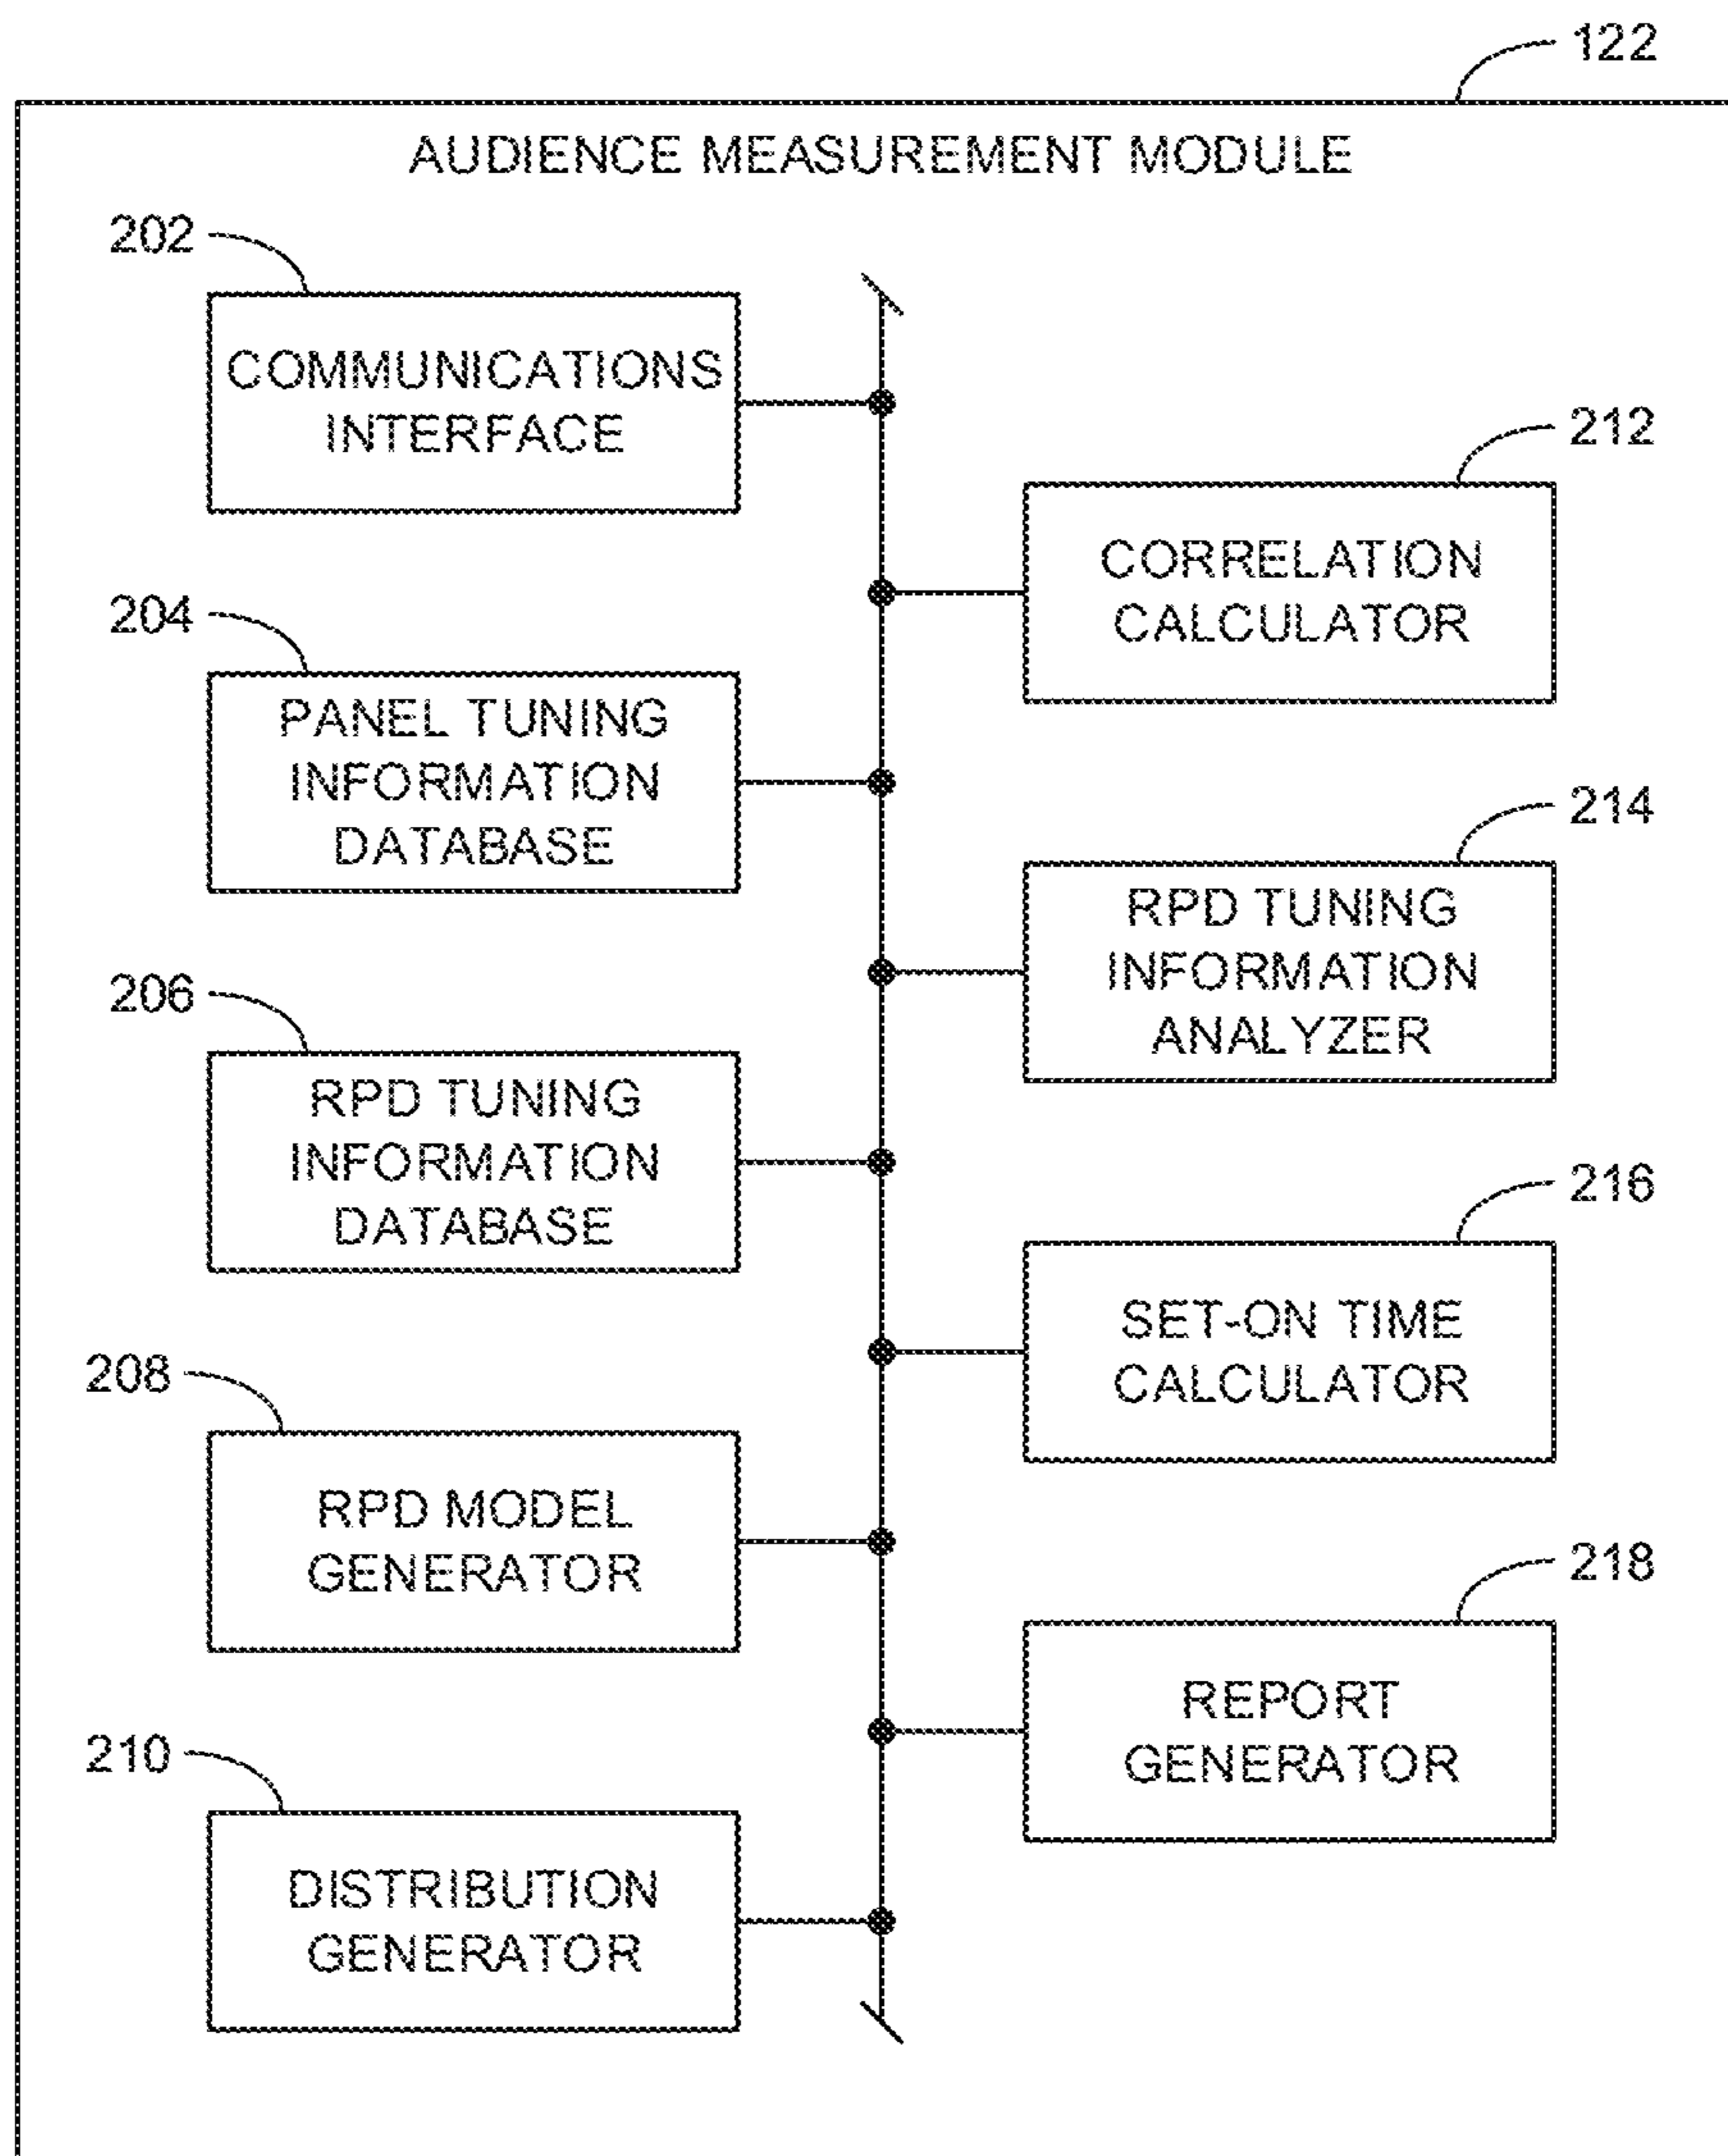 122
AUDIENCE MEASUREMENT MODULE
202
COMMUNICATIONS
INTERFACE
204
PANEL TUNING
INFORMATION
DATABASE
206
RPD TUNING
INFORMATION
DATABASE
208
RPD MODEL
GENERATOR
210
DISTRIBUTION
GENERATOR
212
CORRELATION
CALCULATOR
214
RPD TUNING
INFORMATION
ANALYZER
216
SET-ON TIME
CALCULATOR
218
REPORT
GENERATOR